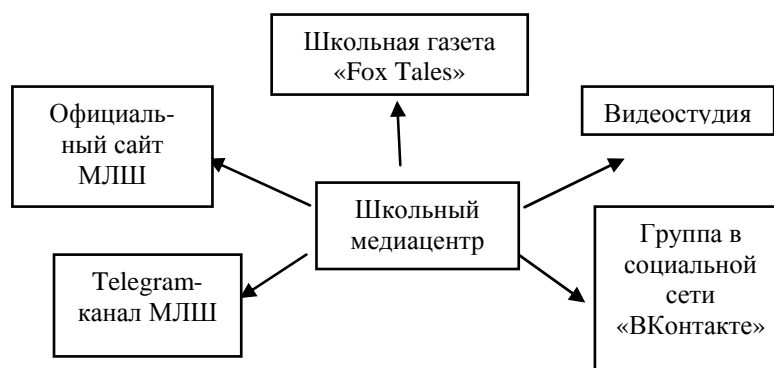 Школьная газета
«Fox Tales»
Официаль-
ный сайт
МЛШ
Видеостудия
Школьный
медиацентр
Telegram-
канал МЛШ
Группа в
социальной
сети
«ВКонтакте»